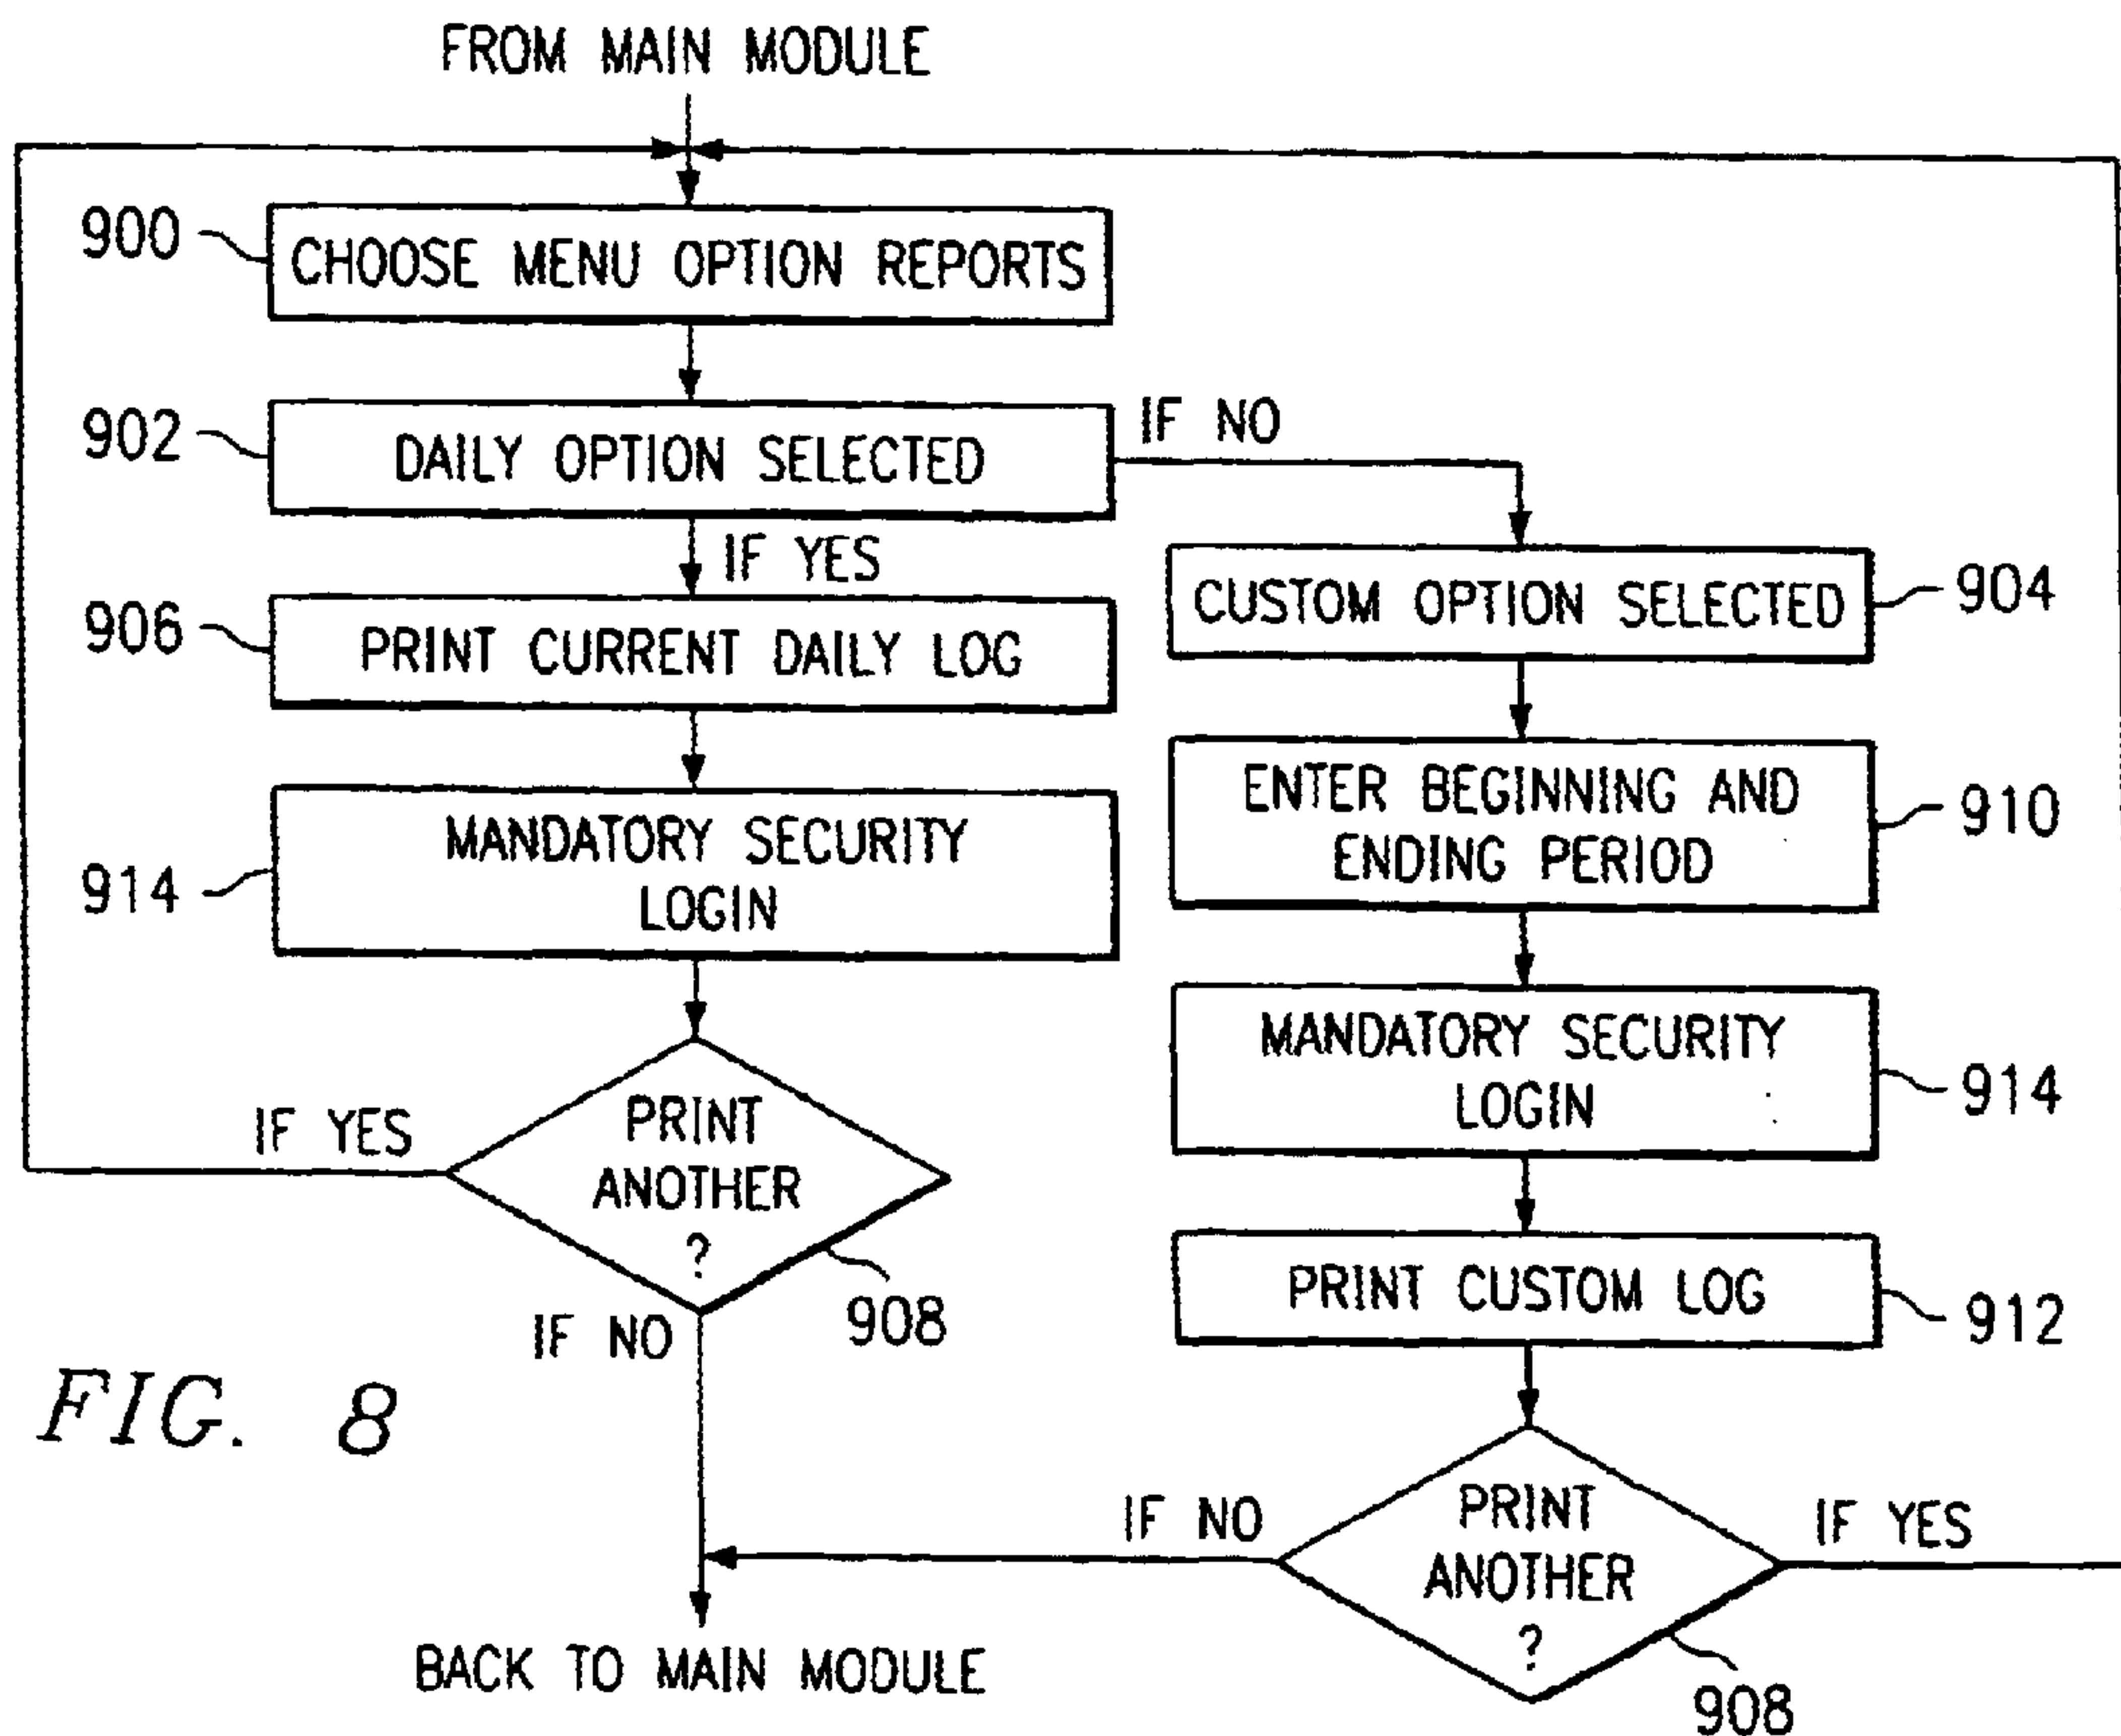 FROM MAIN MODULE
900
CHOOSE MENU OPTION REPORTS
902
DAILY OPTION SELECTED
IF NO
IF YES
906
PRINT CURRENT DAILY LOG
CUSTOM OPTION SELECTED
904
914
MANDATORY SECURITY
LOGIN
ENTER BEGINNING AND
ENDING PERIOD
910
MANDATORY SECURITY
LOGIN
914
IF YES
PRINT
ANOTHER
?
908
IF NO
PRINT CUSTOM LOG
912
FIG. 8
IF NO
PRINT
ANOTHER
?
IF YES
908
BACK TO MAIN MODULE